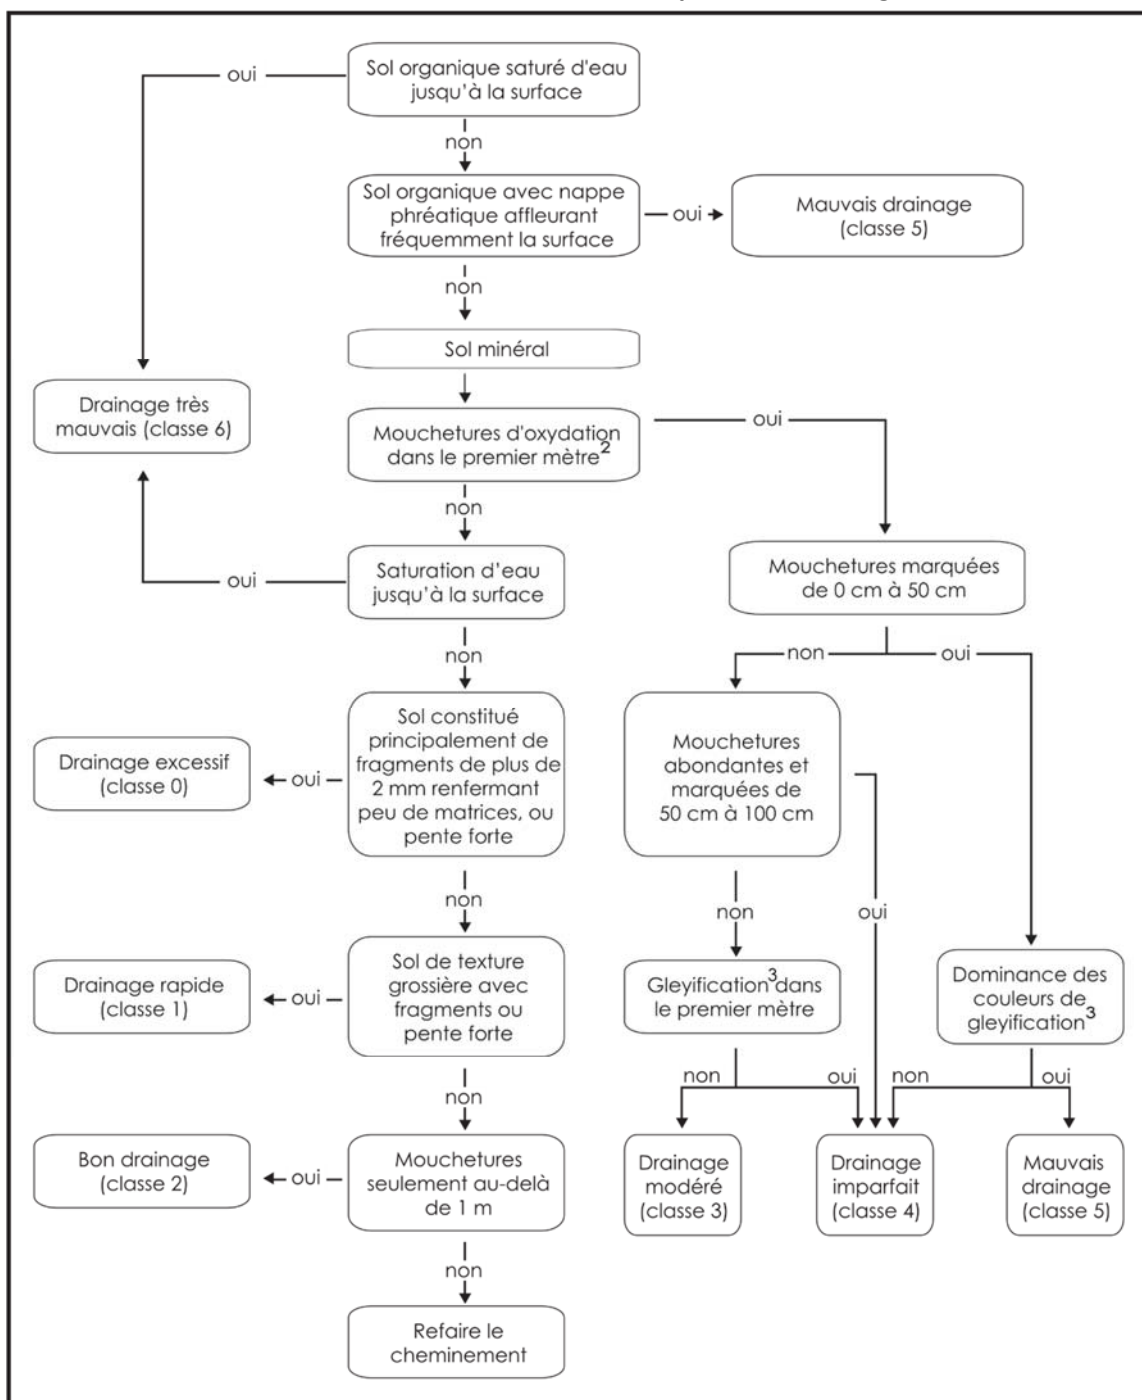 Sol organique saturé d'eau
jusqu'à la surface
oui
non
Sol organique avec nappe
phréatique affleurant
fréquemment la surface
oui
Mauvais drainage
(classe 5)
non
Sol minéral
Drainage très
mauvais (classe 6)
Mouchetures d'oxydation
dans le premier mètre²
oui
non
Saturation d'eau
jusqu'à la surface
oui
Mouchetures marquées
de 0 cm à 50 cm
non
non
oui
Sol constitué
principalement de
fragments de plus de
2 mm renfermant
peu de matrices, ou
pente forte
oui
Drainage excessif
(classe 0)
Mouchetures
abondantes et
marquées de
50 cm à 100 cm
non
non
oui
Sol de texture
grossière avec
fragments ou
pente forte
oui
Drainage rapide
(classe 1)
Gleyification³ dans
le premier mètre
Dominance des
couleurs de
gleyification³
non
oui
non
oui
non
Mouchetures
seulement au-delà
de 1 m
oui
Bon drainage
(classe 2)
Drainage
modéré
(classe 3)
Drainage
imparfait
(classe 4)
Mauvais
drainage
(classe 5)
non
Refaire le
cheminement